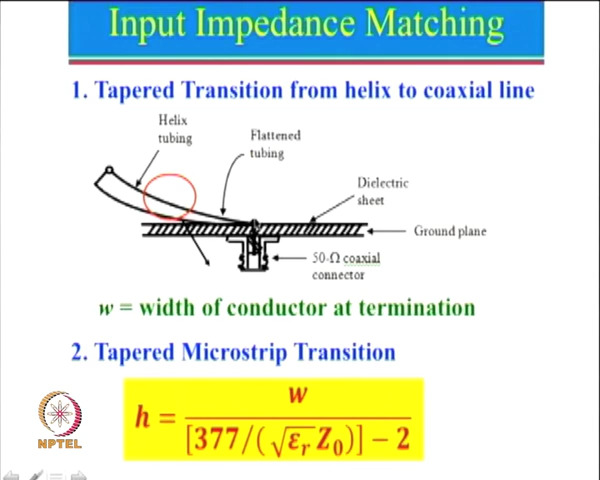 Input Impedance Matching
1. Tapered Transition from helix to coaxial line
Helix
tubing
Flattened
tubing
Dielectric
sheet
Ground plane
50-Ω coaxial
connector
w = width of conductor at termination
2. Tapered Microstrip Transition
h = w / [377/(√εr Z0)] − 2
NPTEL